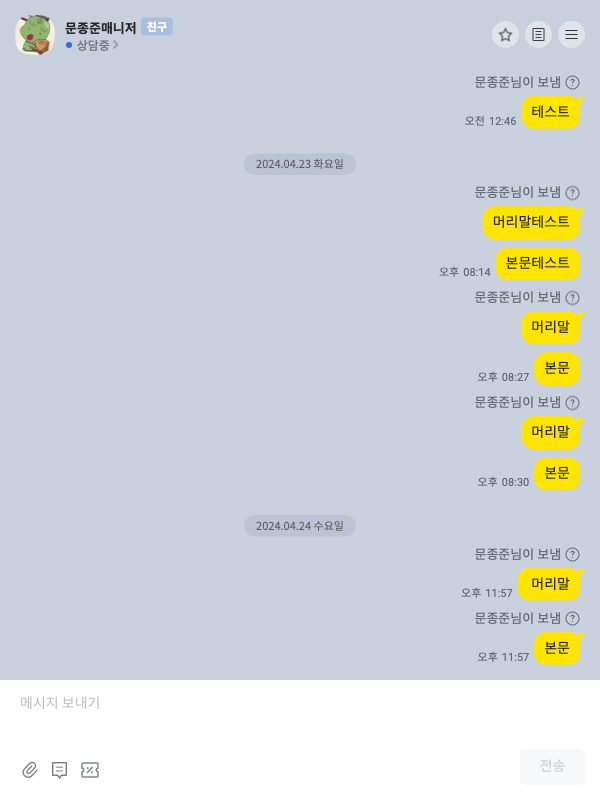 문종준매니저 친구
상담중
문종준님이 보냄 ?
테스트
오전 12:46
2024.04.23 화요일
문종준님이 보냄 ?
머리말테스트
본문테스트
오후 08:14
문종준님이 보냄 ?
머리말
본문
오후 08:27
문종준님이 보냄 ?
머리말
본문
오후 08:30
2024.04.24 수요일
문종준님이 보냄 ?
머리말
오후 11:57
문종준님이 보냄 ?
본문
오후 11:57
메시지 보내기
전송